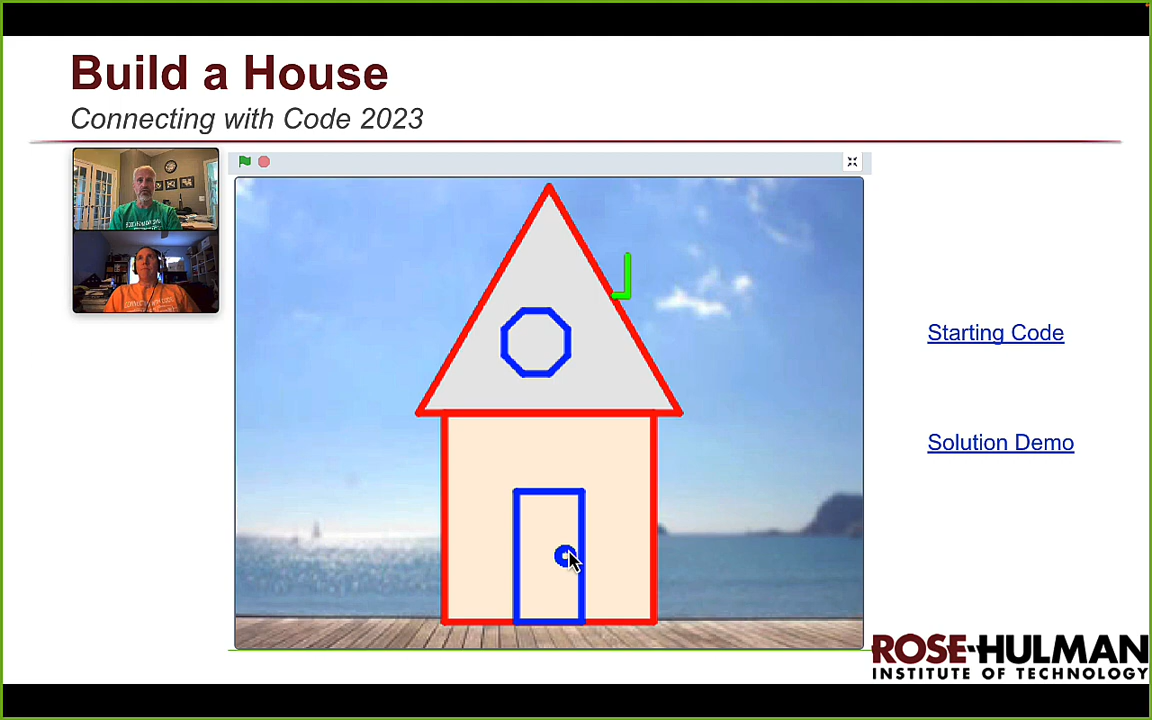 Build a House
Connecting with Code 2023
Starting Code
Solution Demo
ROSE-HULMAN
INSTITUTE OF TECHNOLOGY